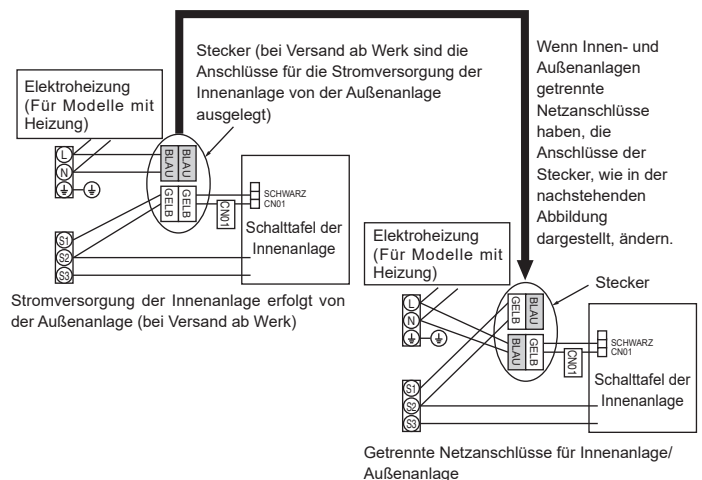 Stecker (bei Versand ab Werk sind die
Anschlüsse für die Stromversorgung der
Innenanlage von der Außenanlage
ausgelegt)
Elektroheizung
(Für Modelle mit
Heizung)
L
N
BLAU
BLAU
GELB
GELB
SCHWARZ
CN01
CN01
Schalttafel der
Innenanlage
S1
S2
S3
Stromversorgung der Innenanlage erfolgt von
der Außenanlage (bei Versand ab Werk)
Wenn Innen- und
Außenanlagen
getrennte
Netzanschlüsse
haben, die
Anschlüsse der
Stecker, wie in der
nachstehenden
Abbildung
dargestellt, ändern.
Elektroheizung
(Für Modelle mit
Heizung)
Stecker
L
N
GELB
BLAU
BLAU
GELB
SCHWARZ
CN01
CN01
Schalttafel der
Innenanlage
S1
S2
S3
Getrennte Netzanschlüsse für Innenanlage/
Außenanlage